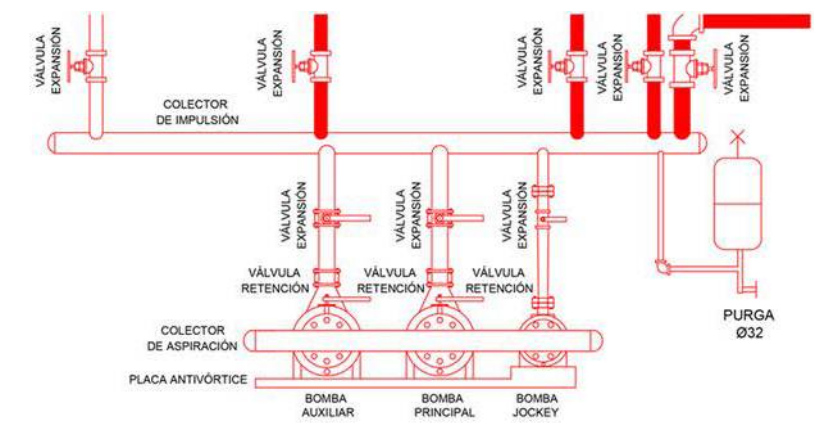 VÁLVULA
EXPANSIÓN
VÁLVULA
EXPANSIÓN
VÁLVULA
EXPANSIÓN
VÁLVULA
EXPANSIÓN
VÁLVULA
EXPANSIÓN
COLECTOR
DE IMPULSIÓN
VÁLVULA
EXPANSIÓN
VÁLVULA
EXPANSIÓN
VÁLVULA
EXPANSIÓN
VÁLVULA
RETENCIÓN
VÁLVULA
RETENCIÓN
VÁLVULA
RETENCIÓN
PURGA
Ø32
COLECTOR
DE ASPIRACIÓN
PLACA ANTIVÓRTICE
BOMBA
AUXILIAR
BOMBA
PRINCIPAL
BOMBA
JOCKEY